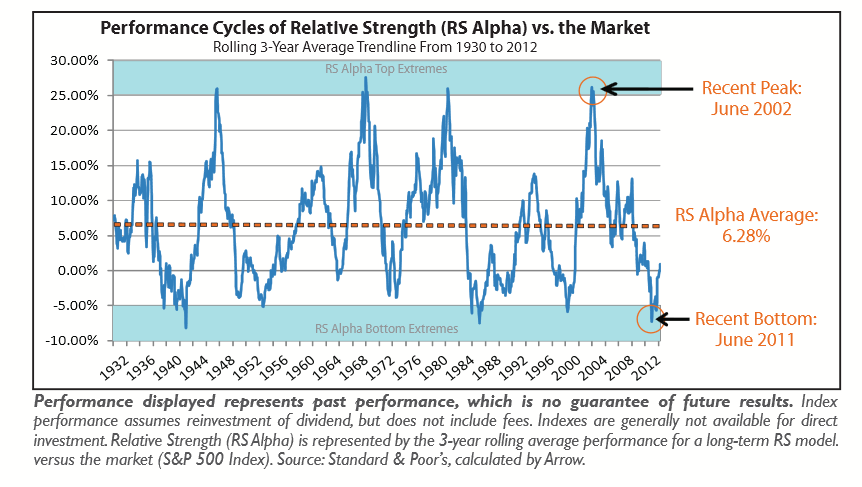 Performance Cycles of Relative Strength (RS Alpha) vs. the Market
Rolling 3-Year Average Trendline From 1930 to 2012
30.00%
RS Alpha Top Extremes
25.00%
Recent Peak:
June 2002
20.00%
15.00%
10.00%
RS Alpha Average:
6.28%
5.00%
0.00%
-5.00%
RS Alpha Bottom Extremes
Recent Bottom:
June 2011
-10.00%
1932 1936 1940 1944 1948 1952 1956 1960 1964 1968 1972 1976 1980 1984 1988 1992 1996 2000 2004 2008 2012
Performance displayed represents past performance, which is no guarantee of future results. Index
performance assumes reinvestment of dividend, but does not include fees. Indexes are generally not available for direct
investment. Relative Strength (RS Alpha) is represented by the 3-year rolling average performance for a long-term RS model.
versus the market (S&P 500 Index). Source: Standard & Poor's, calculated by Arrow.